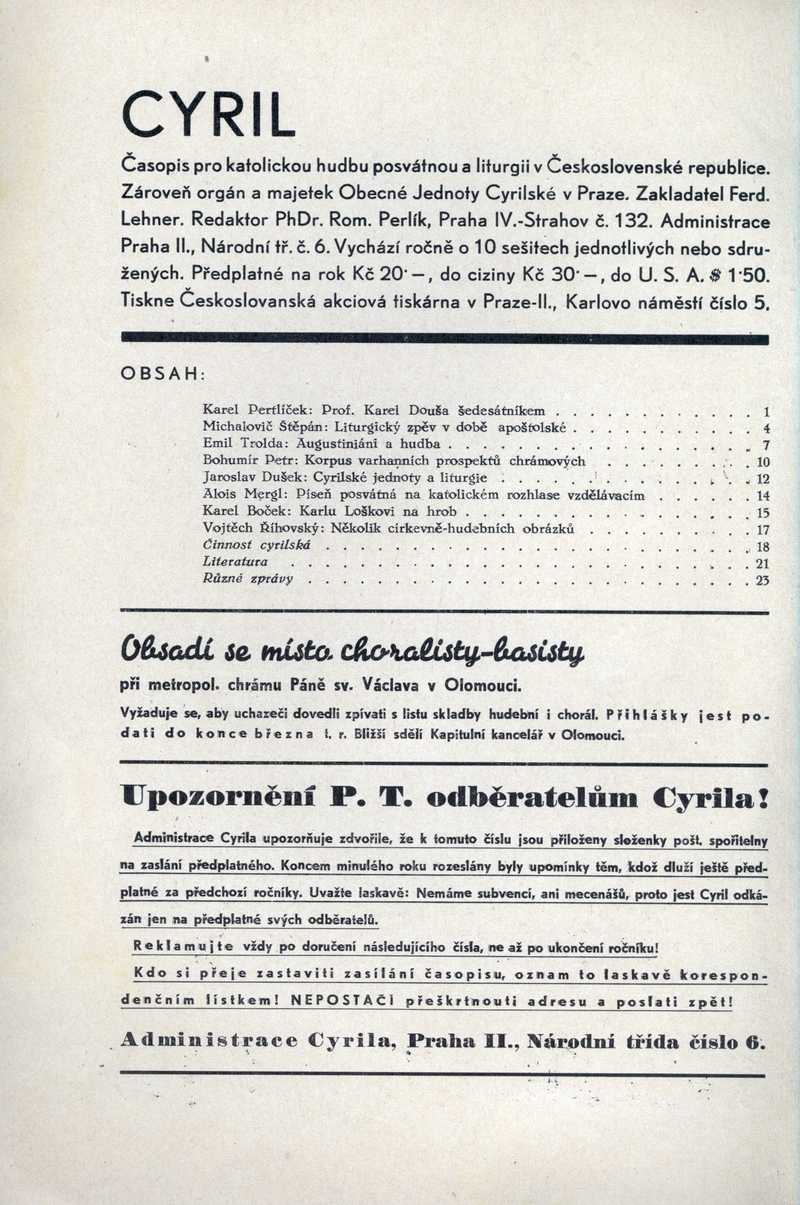 CYRIL
Časopis pro katolickou hudbu posvátnou a liturgii v Československé republice.
Zároveň orgán a majetek Obecné Jednoty Cyrilské v Praze. Zakladatel Ferd.
Lehner. Redaktor PhDr. Rom. Perlík, Praha IV.-Strahov č. 132. Administrace
Praha II., Národní tř. č. 6. Vychází ročně o 10 sešitech jednotlivých nebo sdru-
žených. Předplatné na rok Kč 20·–, do ciziny Kč 30·–, do U. S. A. $ 1·50.
Tiskne Českoslovanská akciová tiskárna v Praze-II., Karlovo náměstí číslo 5.
OBSAH:
Karel Pertlíček: Prof. Karel Douša šedesátníkem . . . . . . . . . . . . 1
Michalovič Štěpán: Liturgický zpěv v době apoštolské . . . . . . . . . . . 4
Emil Trolda: Augustiniáni a hudba . . . . . . . . . . . . . . . . . . 7
Bohumír Petr: Korpus varhanních prospektů chrámových . . . . . . . . . 10
Jaroslav Dušek: Cyrilské jednoty a liturgie . . . . . . . . . . . . . . . 12
Alois Mergl: Píseň posvátná na katolickém rozhlase vzdělávacím . . . . . . 14
Karel Boček: Karlu Loškovi na hrob . . . . . . . . . . . . . . . . . 15
Vojtěch Říhovský: Několik církevně-hudebních obrázků . . . . . . . . . . 17
Činnost cyrilská . . . . . . . . . . . . . . . . . . . . . . . . . 18
Literatura . . . . . . . . . . . . . . . . . . . . . . . . . . . 21
Různé zprávy . . . . . . . . . . . . . . . . . . . . . . . . . . 23
Obsadí se místo choralisty-basisty
při metropol. chrámu Páně sv. Václava v Olomouci.
Vyžaduje se, aby uchazeči dovedli zpívati s listu skladby hudební i chorál. Přihlášky jest po-
dati do konce března t. r. Bližší sdělí Kapitulní kancelář v Olomouci.
Upozornění P. T. odběratelům Cyrila!
Administrace Cyrila upozorňuje zdvořile, že k tomuto číslu jsou přiloženy složenky pošt. spořitelny
na zaslání předplatného. Koncem minulého roku rozeslány byly upomínky těm, kdož dluží ještě před-
platné za předchozí ročníky. Uvažte laskavě: Nemáme subvencí, ani mecenášů, proto jest Cyril odká-
zán jen na předplatné svých odběratelů.
Reklamujte vždy po doručení následujícího čísla, ne až po ukončení ročníku!
Kdo si přeje zastaviti zasílání časopisu, oznam to laskavě korespon-
denčním lístkem! NEPOSTAČÍ přeškrtnouti adresu a poslati zpět!
Administrace Cyrila, Praha II., Národní třída číslo 6.